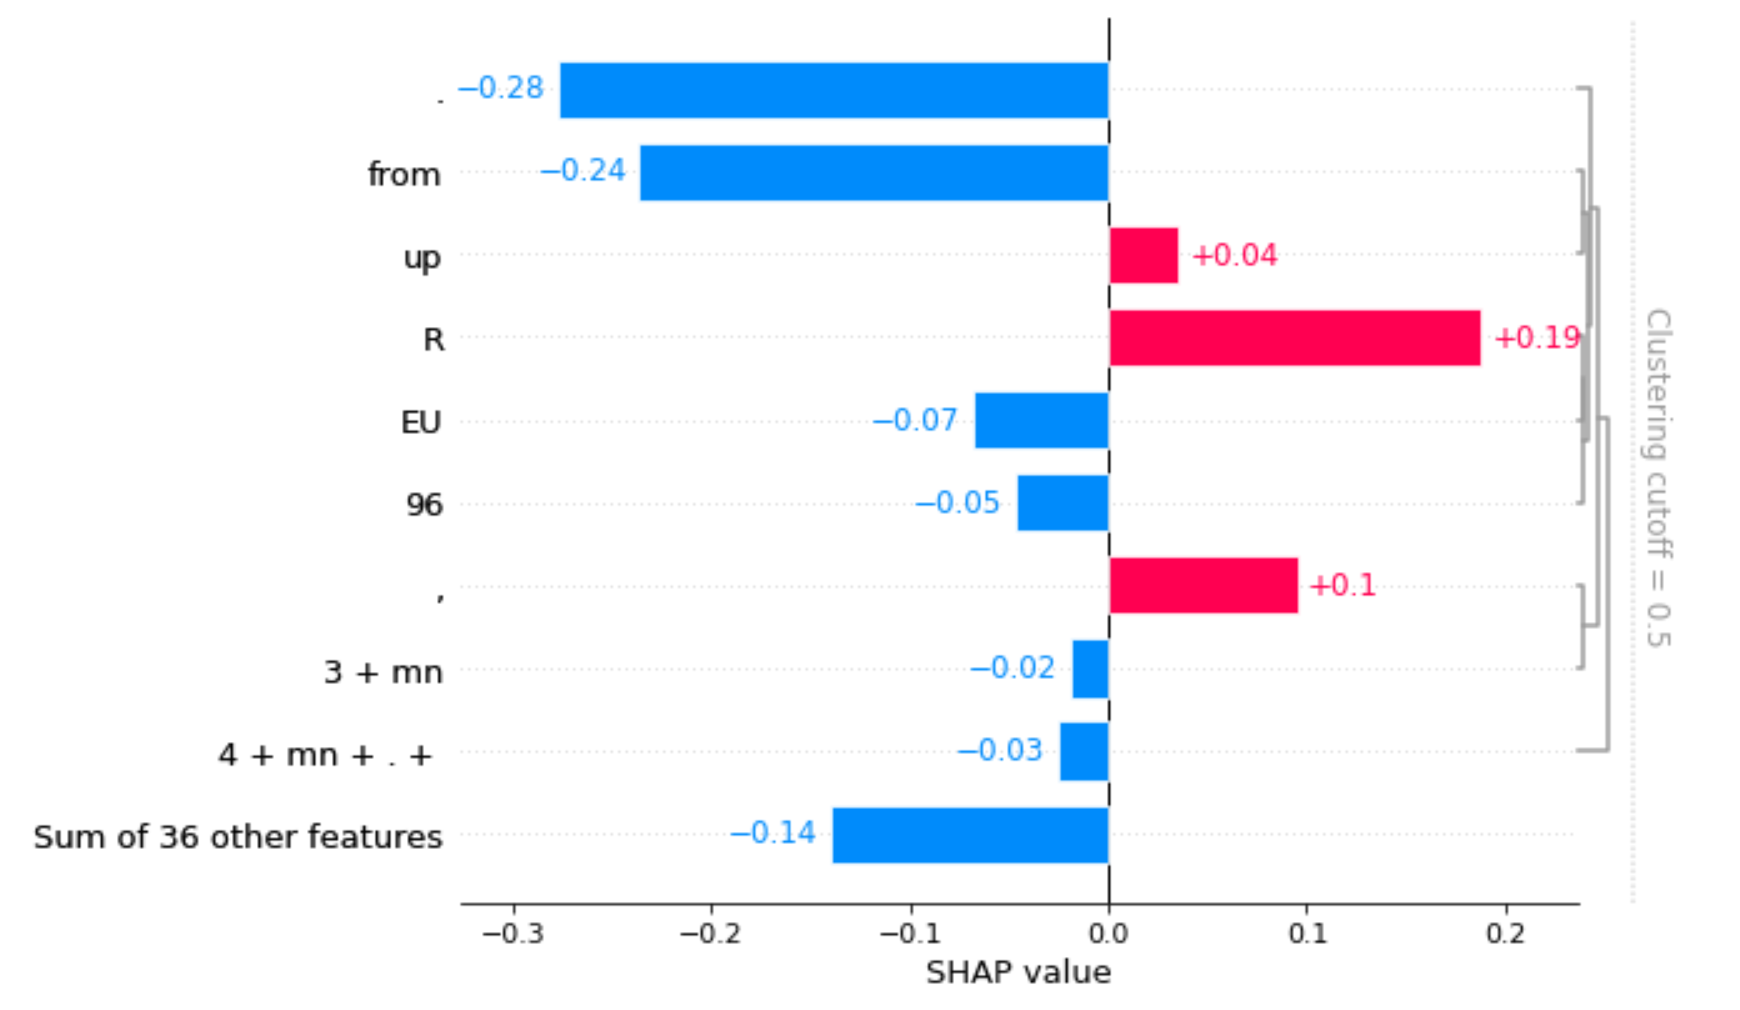 . −0.28
from −0.24
up +0.04
R +0.19
EU −0.07
96 −0.05
, +0.1
3 + mn −0.02
4 + mn + . + −0.03
Sum of 36 other features −0.14
−0.3 −0.2 −0.1 0.0 0.1 0.2
SHAP value
Clustering cutoff = 0.5